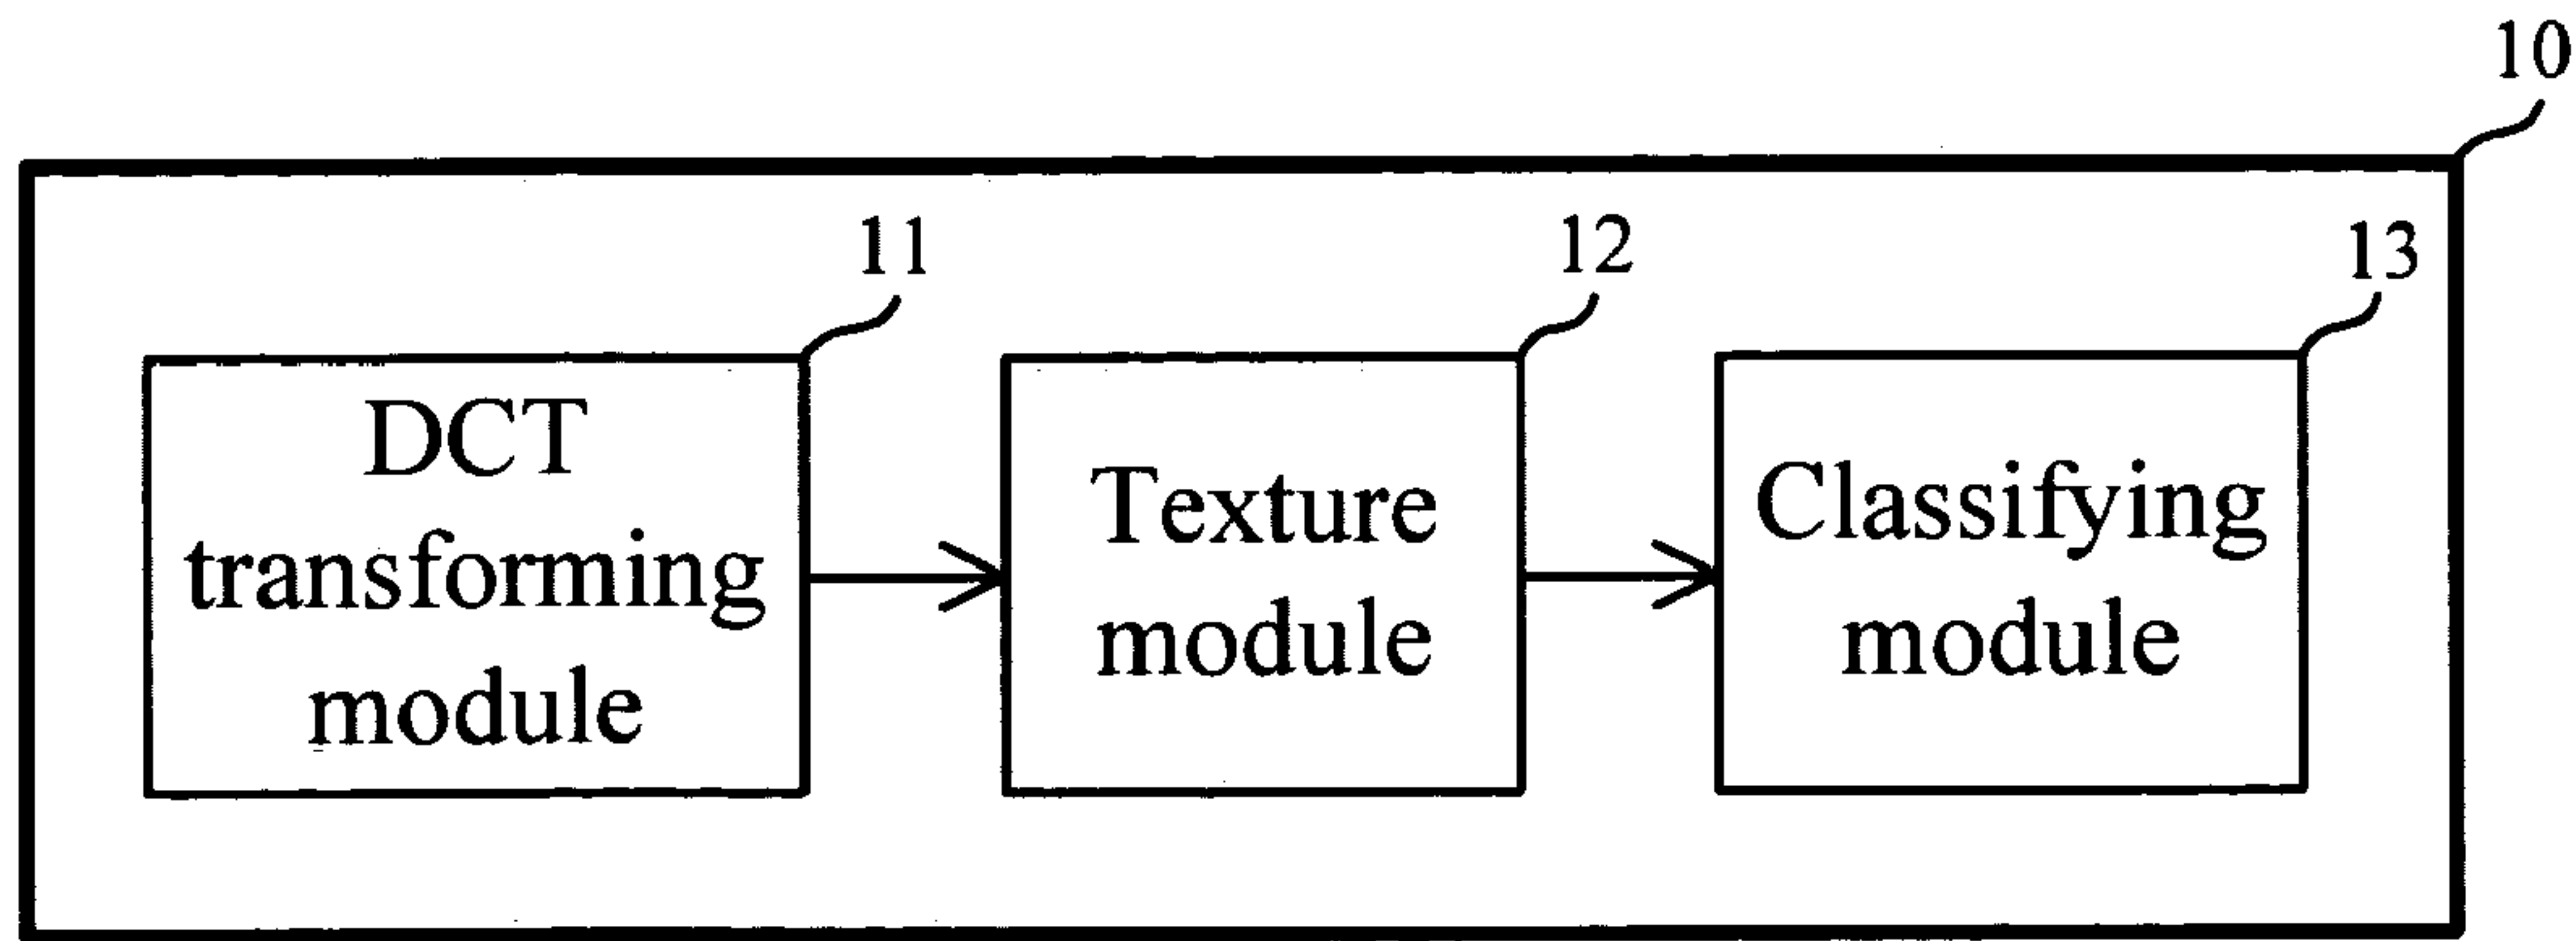 10
11
12
13
DCT
transforming
module
Texture
module
Classifying
module